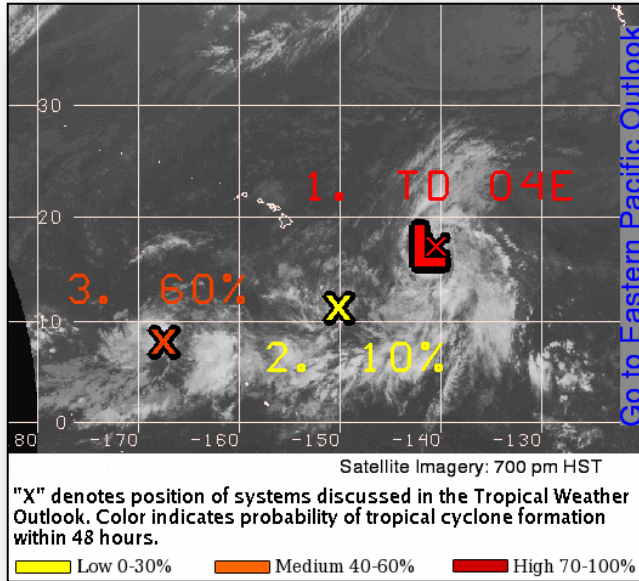 30
1. TD 04E
20
L
X
3. 60%
X
10
X
2. 10%
0
80 -170 -160 -150 -140 -130
Go to Eastern Pacific Outlook
Satellite Imagery: 700 pm HST
"X" denotes position of systems discussed in the Tropical Weather
Outlook. Color indicates probability of tropical cyclone formation
within 48 hours.
Low 0-30% Medium 40-60% High 70-100%